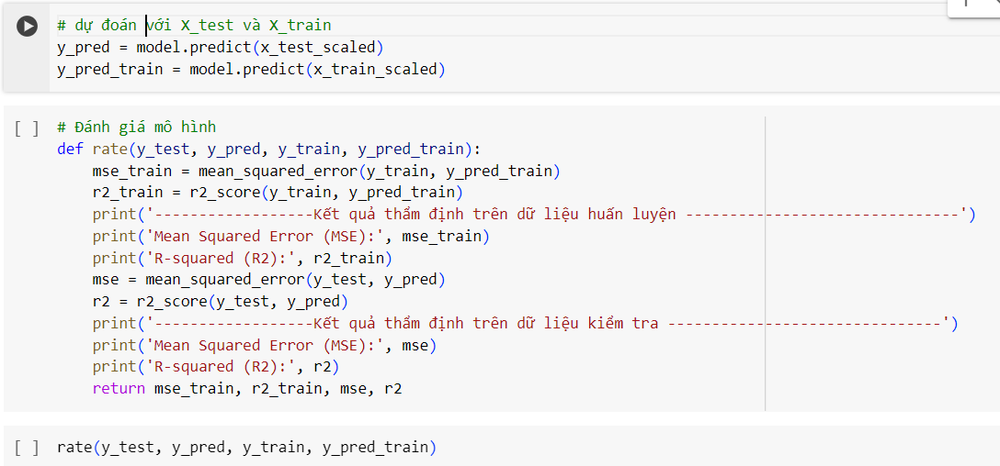 # dự đoán với X_test và X_train
y_pred = model.predict(x_test_scaled)
y_pred_train = model.predict(x_train_scaled)
[ ] # Đánh giá mô hình
def rate(y_test, y_pred, y_train, y_pred_train):
    mse_train = mean_squared_error(y_train, y_pred_train)
    r2_train = r2_score(y_train, y_pred_train)
    print('------------------Kết quả thẩm định trên dữ liệu huấn luyện -------------------------------')
    print('Mean Squared Error (MSE):', mse_train)
    print('R-squared (R2):', r2_train)
    mse = mean_squared_error(y_test, y_pred)
    r2 = r2_score(y_test, y_pred)
    print('------------------Kết quả thẩm định trên dữ liệu kiểm tra -------------------------------')
    print('Mean Squared Error (MSE):', mse)
    print('R-squared (R2):', r2)
    return mse_train, r2_train, mse, r2
[ ] rate(y_test, y_pred, y_train, y_pred_train)